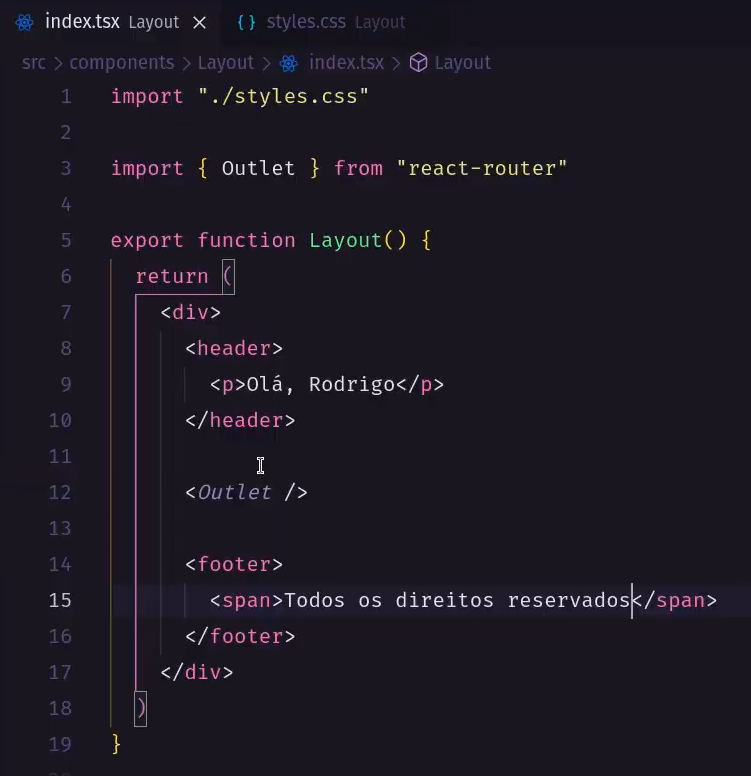 index.tsx Layout × { } styles.css Layout
src > components > Layout > index.tsx > Layout
1 import "./styles.css"
2
3 import { Outlet } from "react-router"
4
5 export function Layout() {
6 return (
7 <div>
8 <header>
9 <p>Olá, Rodrigo</p>
10 </header>
11
12 <Outlet />
13
14 <footer>
15 <span>Todos os direitos reservados</span>
16 </footer>
17 </div>
18 )
19 }